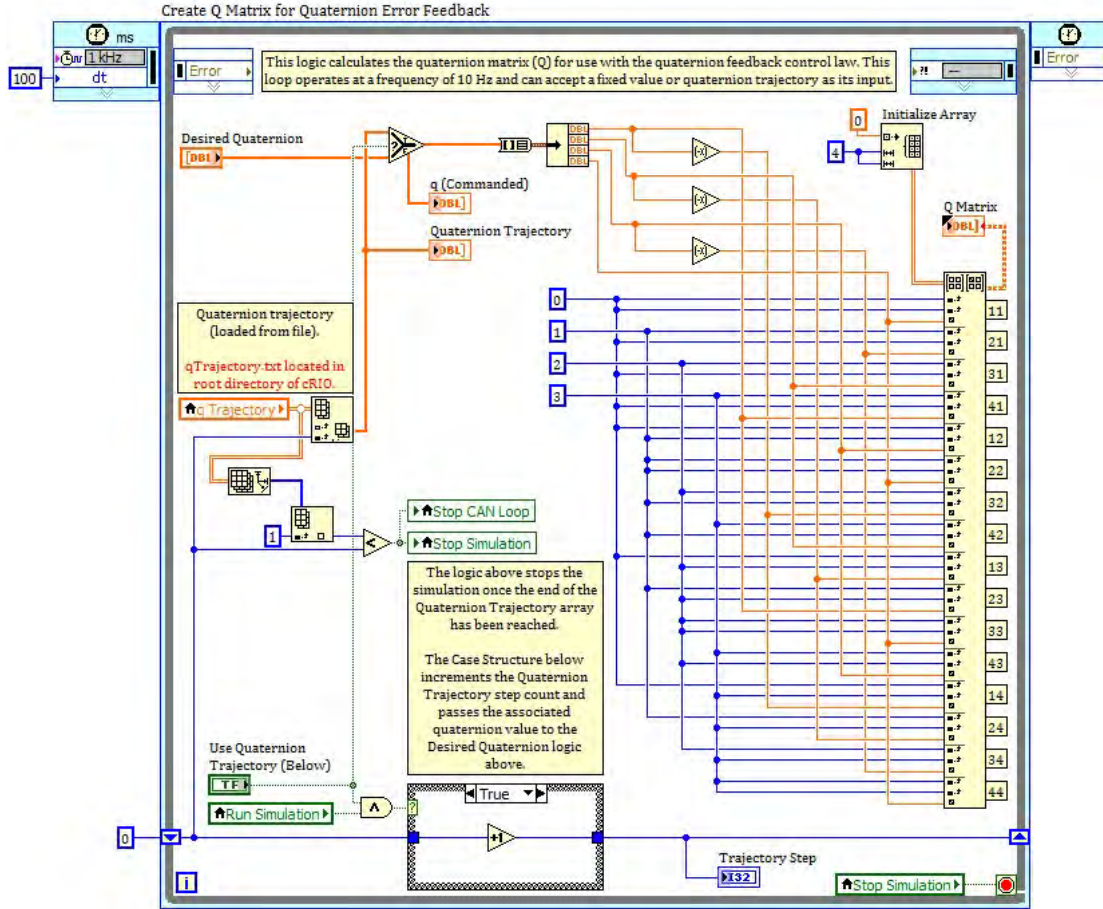 Create Q Matrix for Quaternion Error Feedback
ms
1 kHz
100
dt
Error
This logic calculates the quaternion matrix (Q) for use with the quaternion feedback control law. This
loop operates at a frequency of 10 Hz and can accept a fixed value or quaternion trajectory as its input.
?!
Error
Desired Quaternion
[DBL]
?
DBL
DBL
DBL
DBL
(-x)
(-x)
(-x)
0
Initialize Array
4
q (Commanded)
DBL]
Quaternion Trajectory
DBL]
Q Matrix
DBL]
Quaternion trajectory
(loaded from file).
qTrajectory.txt located in
root directory of cRIO.
q Trajectory
0
1
2
3
11
21
31
41
12
22
32
42
13
23
33
43
14
24
34
44
1
<
Stop CAN Loop
Stop Simulation
The logic above stops the
simulation once the end of the
Quaternion Trajectory array
has been reached.
The Case Structure below
increments the Quaternion
Trajectory step count and
passes the associated
quaternion value to the
Desired Quaternion logic
above.
Use Quaternion
Trajectory (Below)
TF
Run Simulation
?
True
+1
0
Trajectory Step
I32
i
Stop Simulation